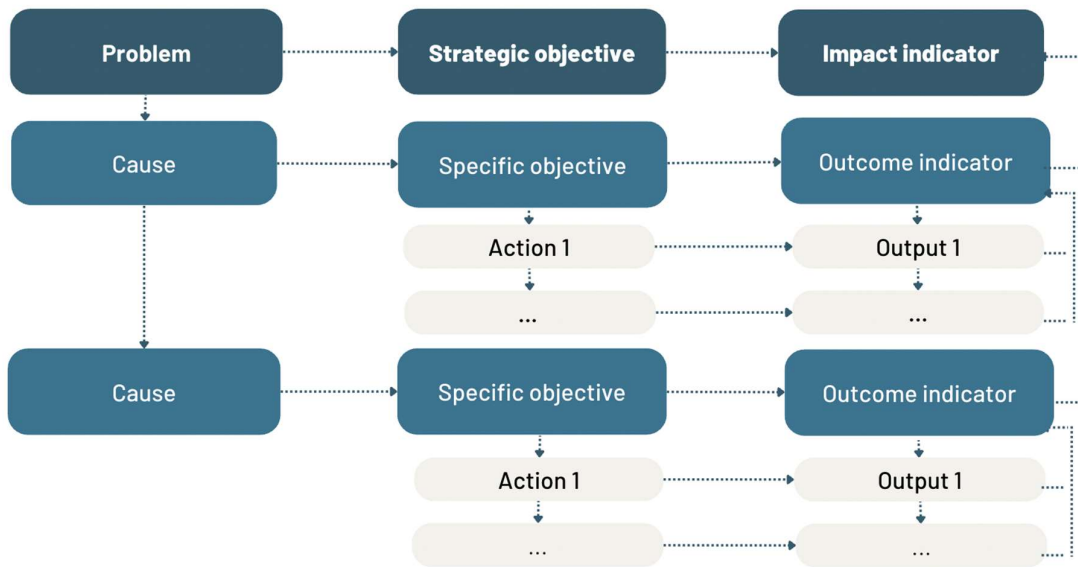 Problem
Strategic objective
Impact indicator
Cause
Specific objective
Outcome indicator
Action 1
Output 1
...
...
Cause
Specific objective
Outcome indicator
Action 1
Output 1
...
...